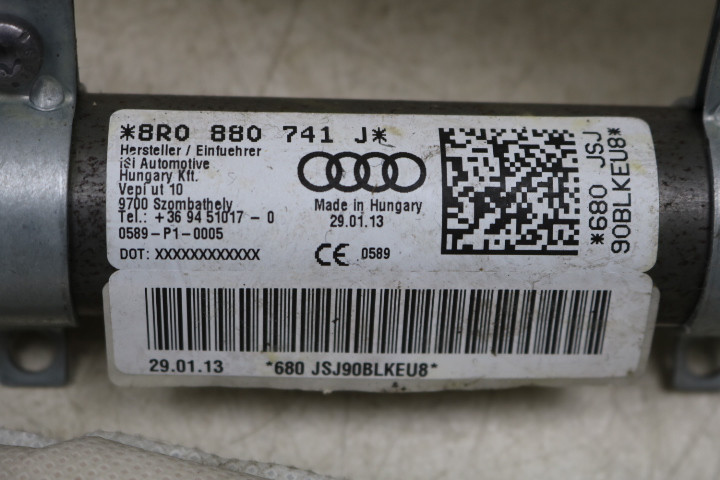 *8R0 880 741 J*
Hersteller / Einfuehrer
iSi Automotive
Hungary Kft.
Vepi ut 10
9700 Szombathely
Tel.: +36 94 51017 - 0
0589-P1-0005
DOT: XXXXXXXXXXXXX
Made in Hungary
29.01.13
CE 0589
*680 JSJ
90BLKEU8*
29.01.13 *680 JSJ90BLKEU8*